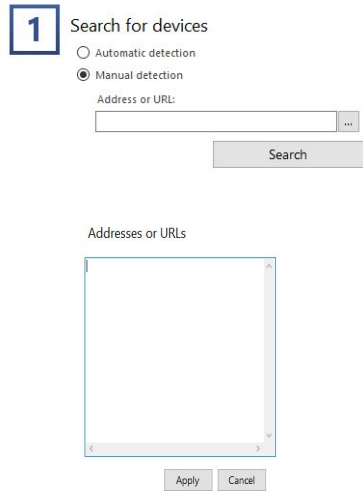 1
Search for devices
Automatic detection
Manual detection
Address or URL:
...
Search
Addresses or URLs
Apply Cancel